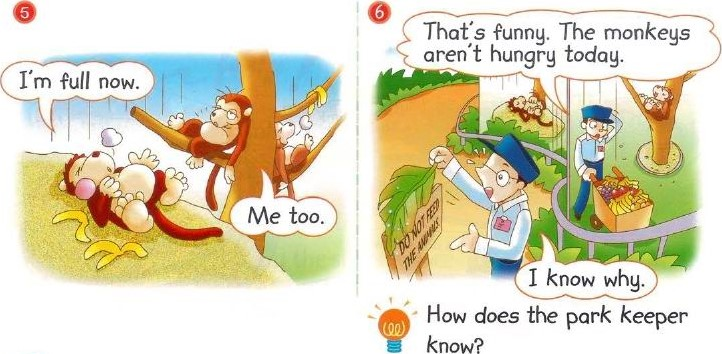 5
I'm full now.
Me too.
6
That's funny. The monkeys
aren't hungry today.
DO NOT FEED
THE ANIMALS
I know why.
How does the park keeper
know?